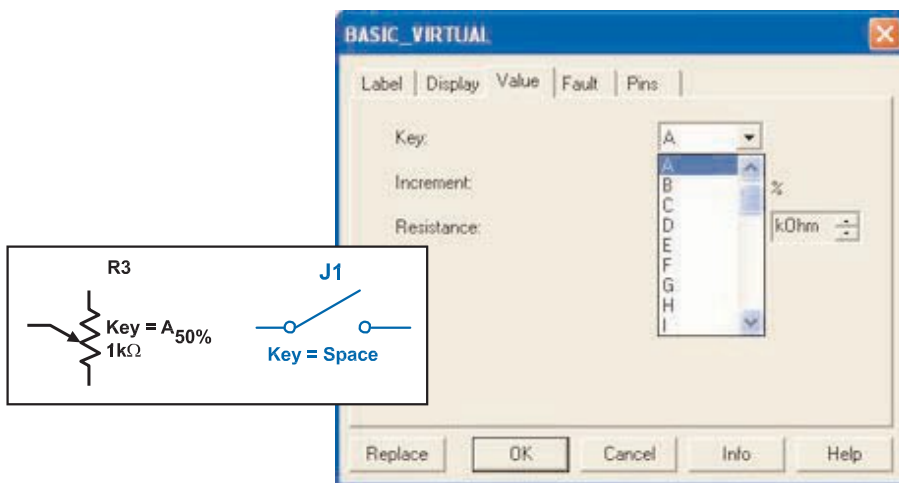 BASIC_VIRTUAL
Label Display Value Fault Pins
Key: A
A
B
C
D
E
F
G
H
I
Increment: %
Resistance: kOhm
R3
Key = A 50%
1kΩ
J1
Key = Space
Replace OK Cancel Info Help